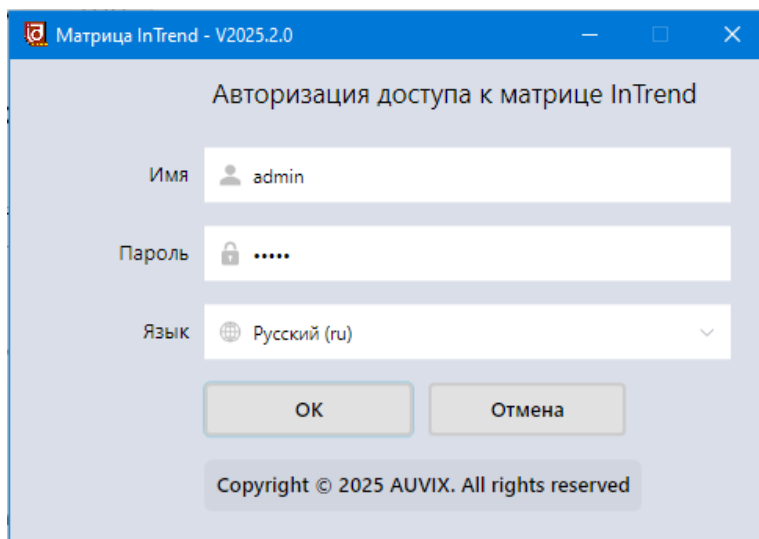 Матрица InTrend - V2025.2.0
Авторизация доступа к матрице InTrend
Имя
admin
Пароль
•••••
Язык
Русский (ru)
ОК
Отмена
Copyright © 2025 AUVIX. All rights reserved